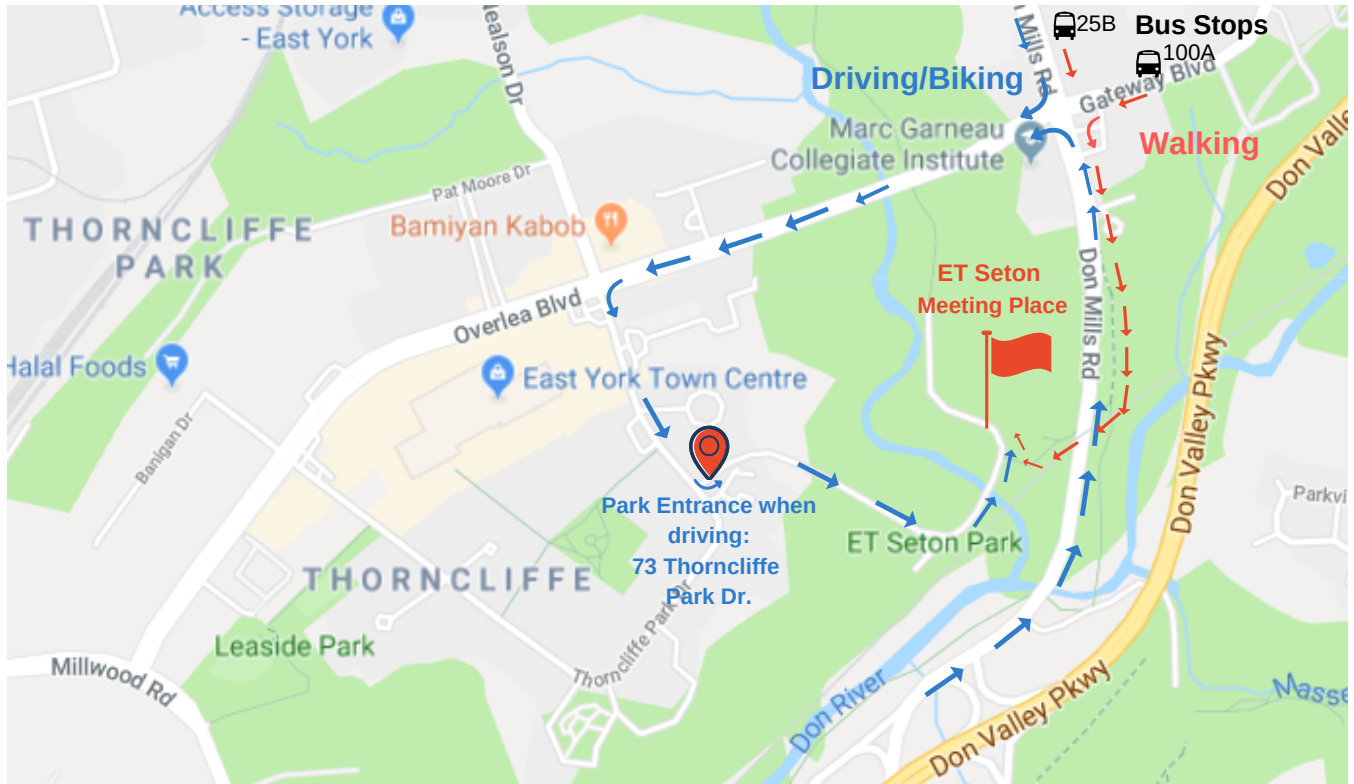 Access Storage
- East York
Nealson Dr
Mills Rd
25B
Bus Stops
100A
Gateway Blvd
Driving/Biking
Marc Garneau
Collegiate Institute
Walking
Don Valley
Pat Moore Dr
THORNCLIFFE
PARK
Bamiyan Kabob
ET Seton
Meeting Place
Don Mills Rd
Overlea Blvd
Halal Foods
East York Town Centre
Don Valley Pkwy
Banigan Dr
Park Entrance when
driving:
73 Thorncliffe
Park Dr.
ET Seton Park
Parkvi
THORNCLIFFE
Leaside Park
Thorncliffe Park Dr
Millwood Rd
Don River
Don Valley Pkwy
Masse